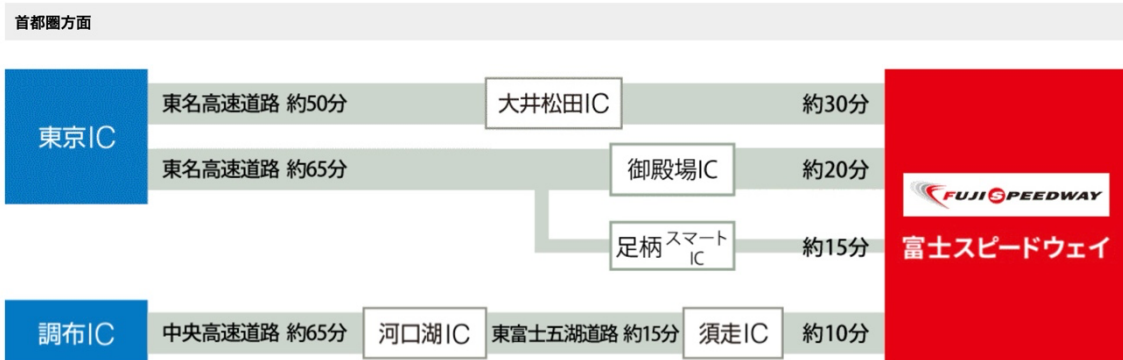 首都圏方面
東京IC
東名高速道路 約50分
大井松田IC
約30分
東名高速道路 約65分
御殿場IC
約20分
足柄スマートIC
約15分
FUJI SPEEDWAY
富士スピードウェイ
調布IC
中央高速道路 約65分
河口湖IC
東富士五湖道路 約15分
須走IC
約10分